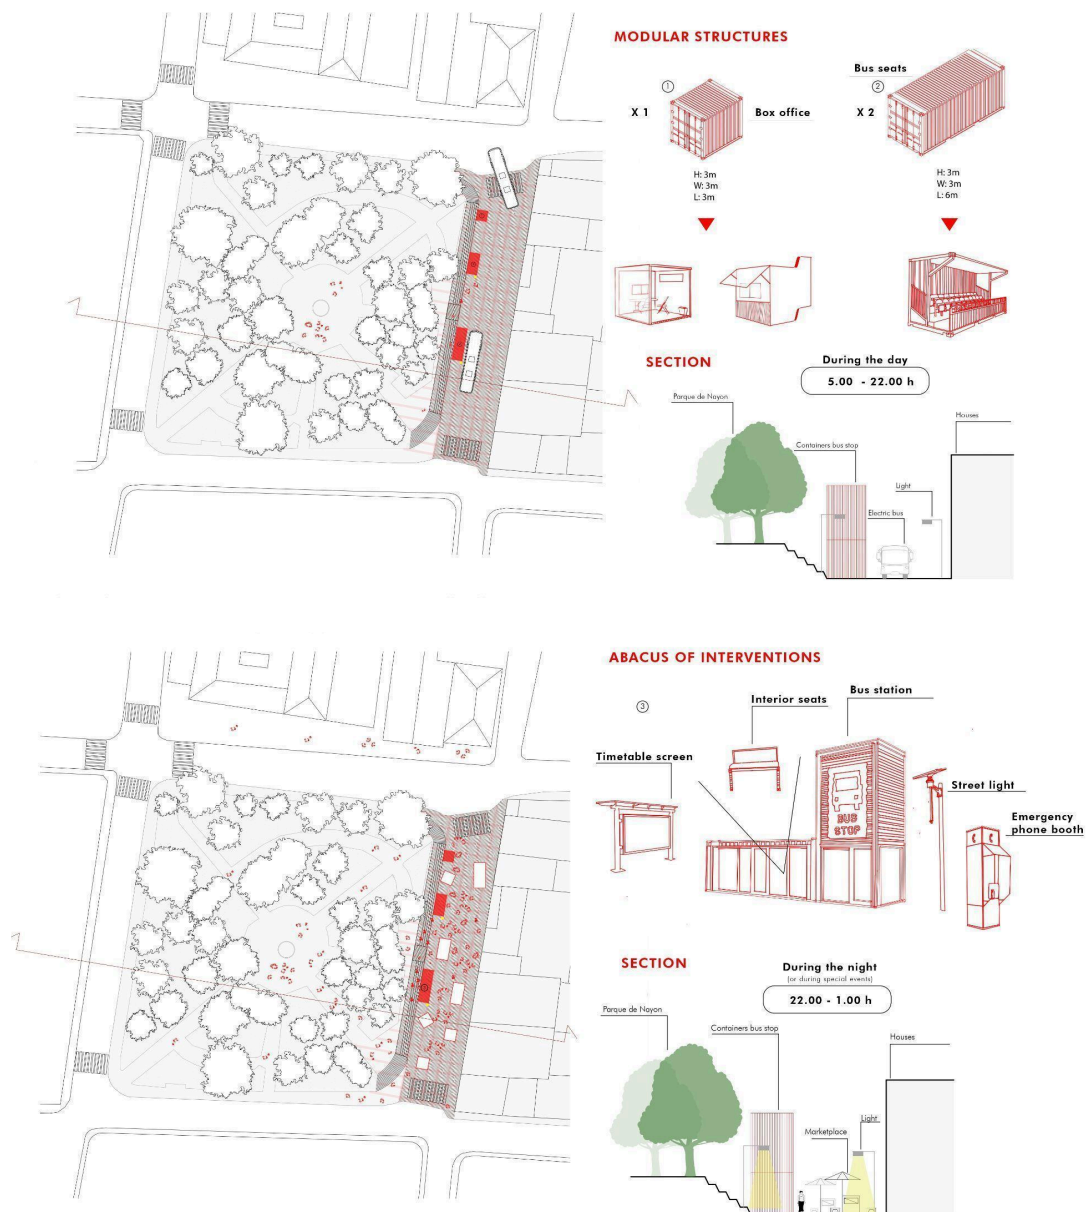 MODULAR STRUCTURES
Bus seats
1
2
X 1
Box office
X 2
H: 3m
W: 3m
L: 3m
H: 3m
W: 3m
L: 6m
SECTION
During the day
5.00 - 22.00 h
Parque de Nayon
Houses
Containers bus stop
Light
Electric bus
ABACUS OF INTERVENTIONS
3
Interior seats
Bus station
Timetable screen
Street light
BUS
STOP
Emergency
phone booth
SECTION
During the night
(or during special events)
22.00 - 1.00 h
Parque de Nayon
Containers bus stop
Houses
Light
Marketplace